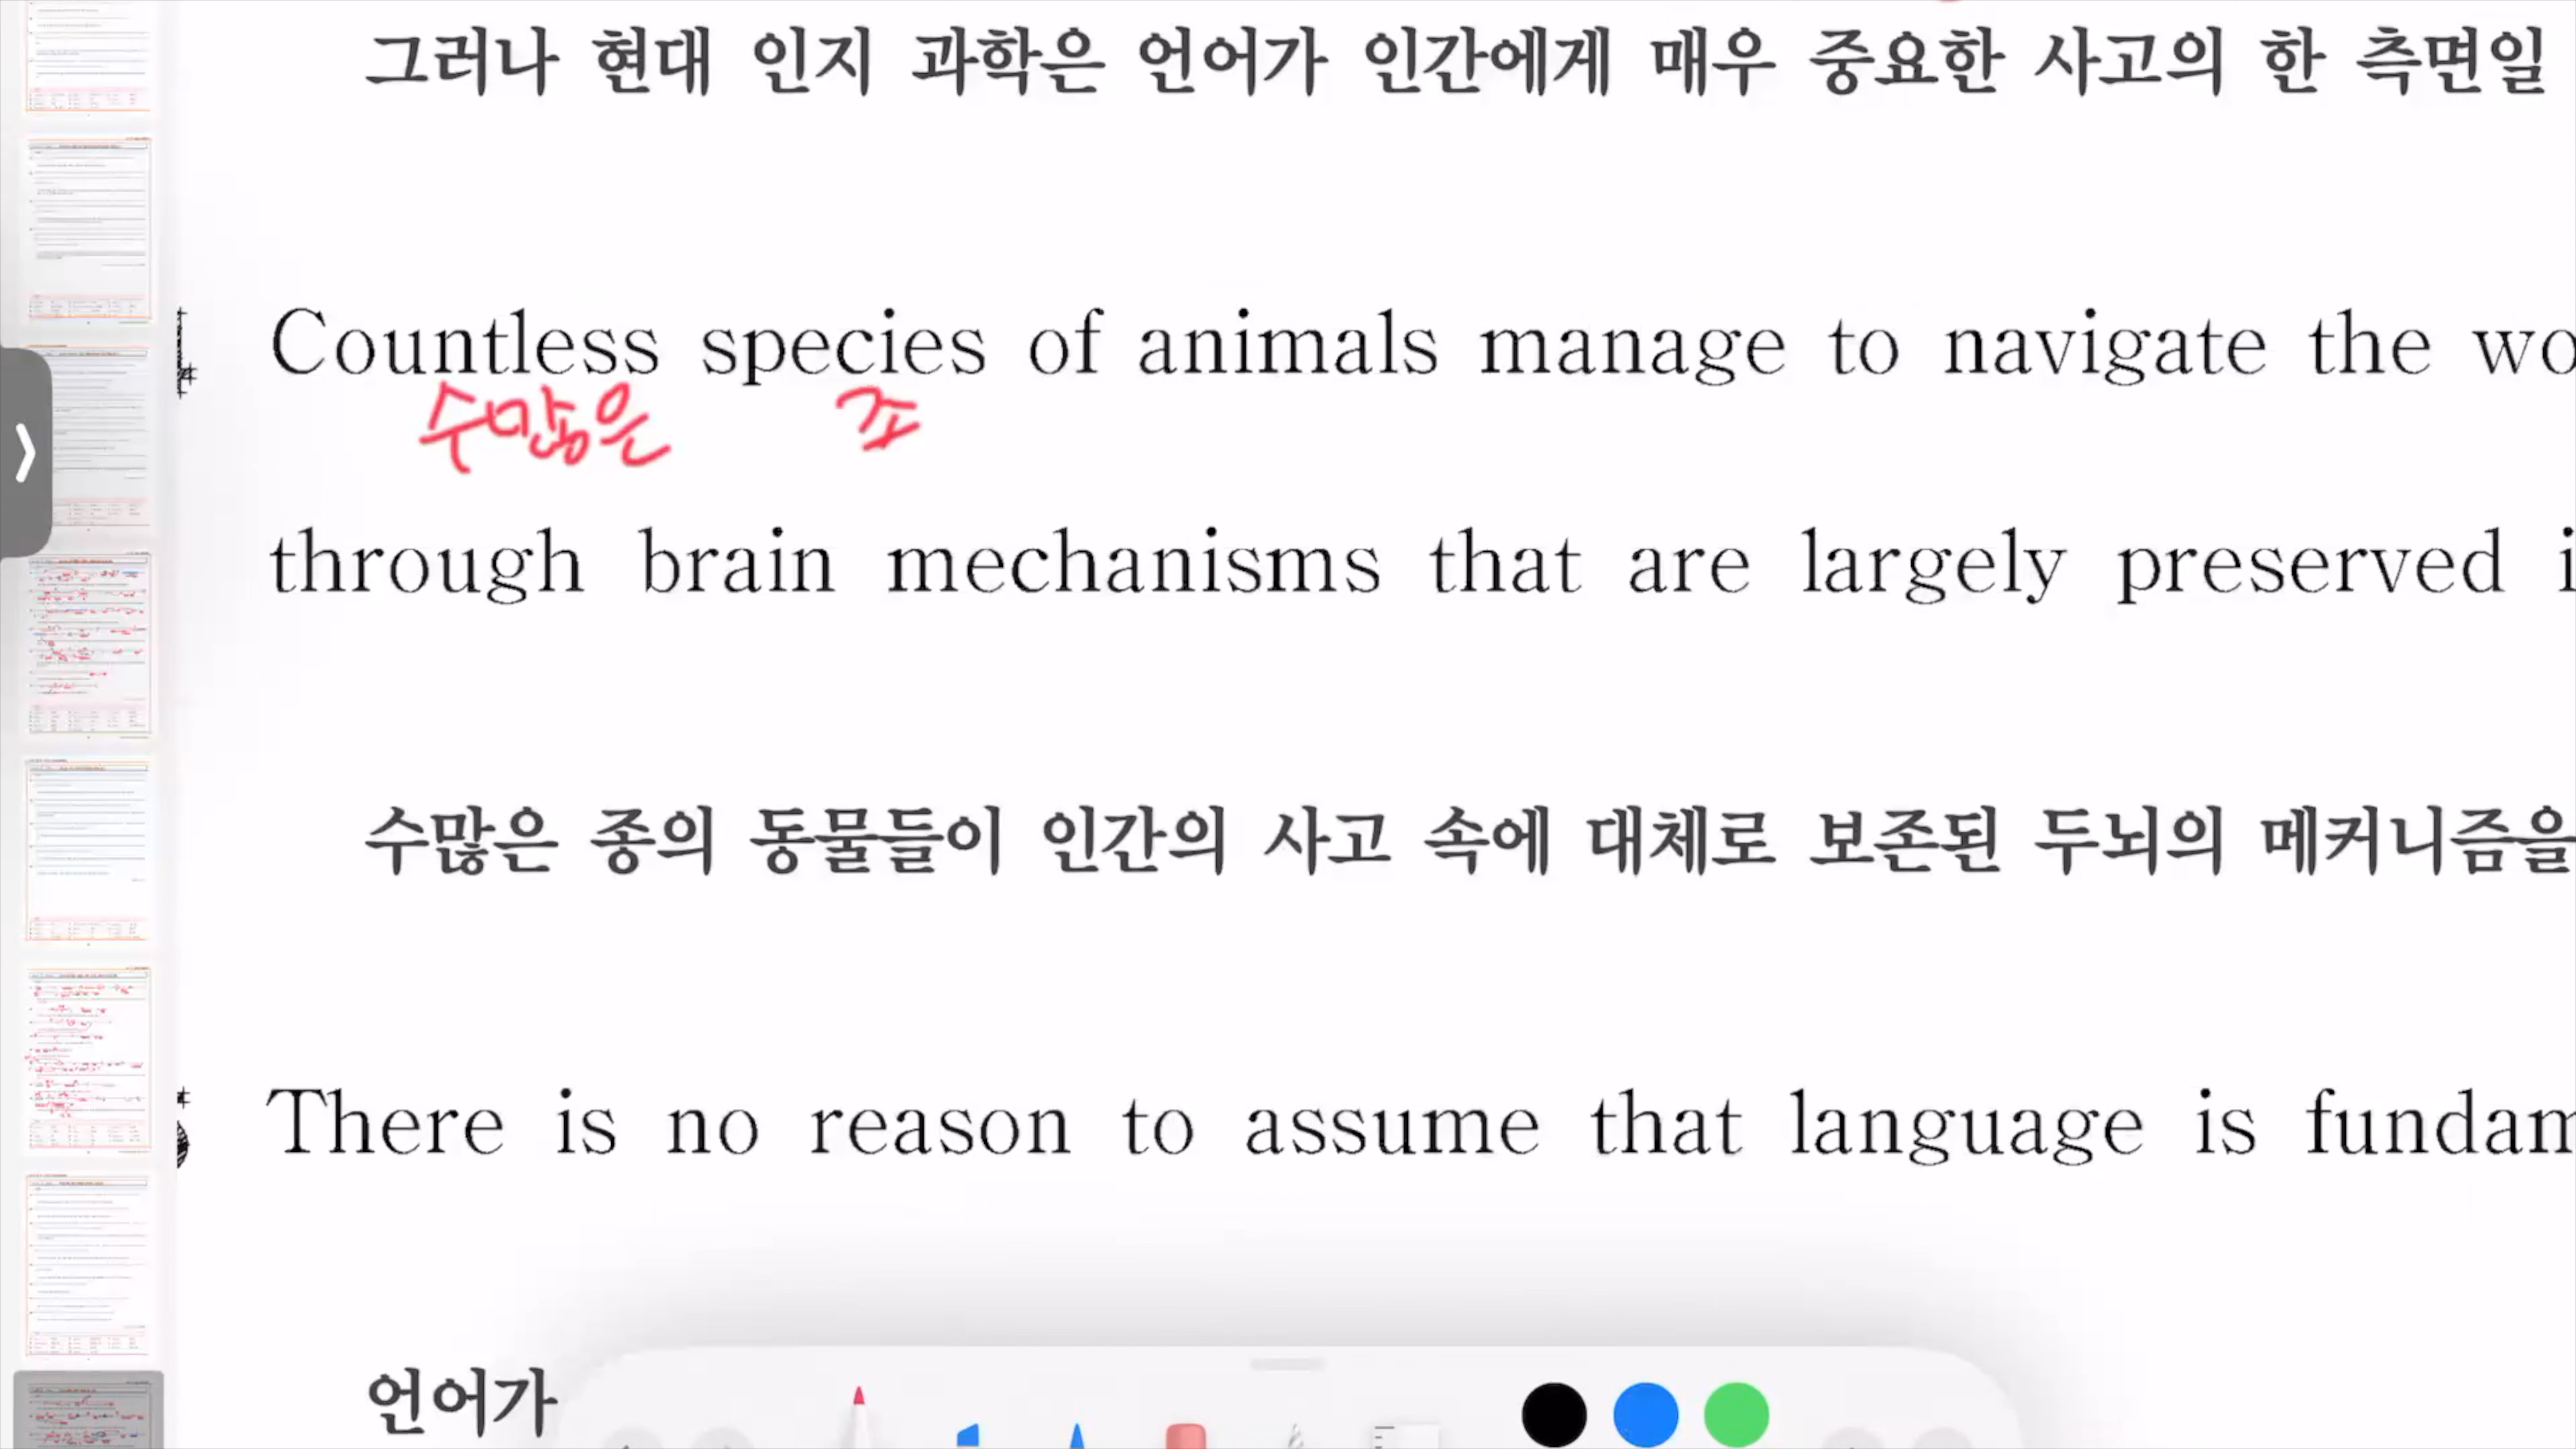 그러나 현대 인지 과학은 언어가 인간에게 매우 중요한 사고의 한 측면일
Countless species of animals manage to navigate the wo
수많은 조
through brain mechanisms that are largely preserved i
수많은 종의 동물들이 인간의 사고 속에 대체로 보존된 두뇌의 메커니즘을
There is no reason to assume that language is fundam
언어가